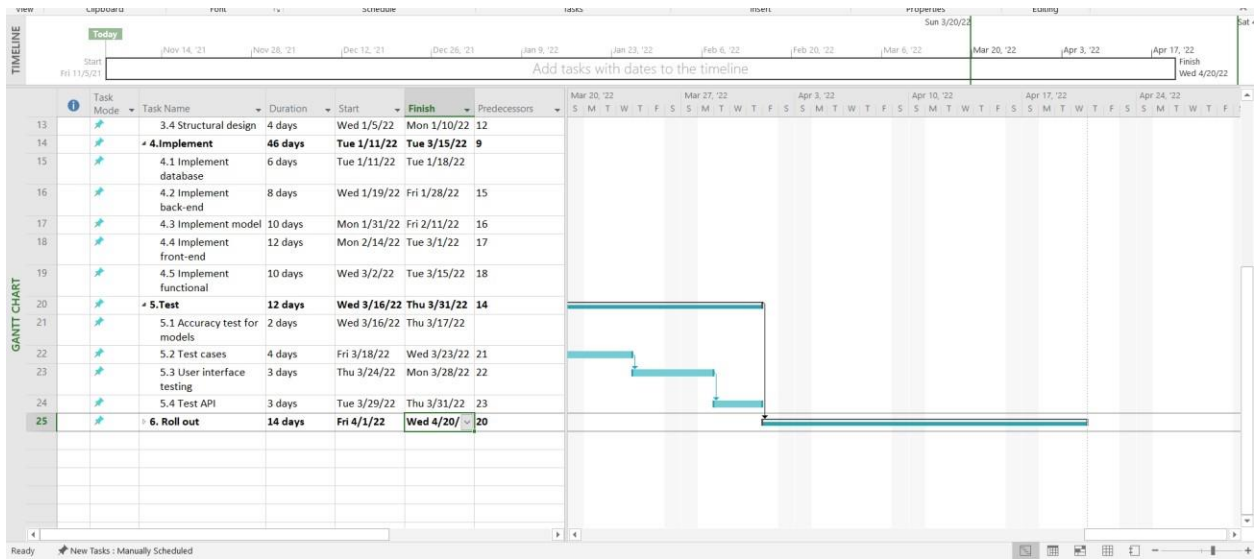 View Clipboard Font Schedule Tasks Insert Properties Editing
Sun 3/20/22
Today
Nov 14, '21 Nov 28, '21 Dec 12, '21 Dec 26, '21 Jan 9, '22 Jan 23, '22 Feb 6, '22 Feb 20, '22 Mar 6, '22 Mar 20, '22 Apr 3, '22 Apr 17, '22
TIMELINE
Start
Fri 11/5/21
Add tasks with dates to the timeline
Finish
Wed 4/20/22
Task Mode Task Name Duration Start Finish Predecessors
Mar 20, '22 Mar 27, '22 Apr 3, '22 Apr 10, '22 Apr 17, '22 Apr 24, '22
S M T W T F S S M T W T F S S M T W T F S S M T W T F S S M T W T F S S M T W T F
GANTT CHART
13 3.4 Structural design 4 days Wed 1/5/22 Mon 1/10/22 12
14 4.Implement 46 days Tue 1/11/22 Tue 3/15/22 9
15 4.1 Implement database 6 days Tue 1/11/22 Tue 1/18/22
16 4.2 Implement back-end 8 days Wed 1/19/22 Fri 1/28/22 15
17 4.3 Implement model 10 days Mon 1/31/22 Fri 2/11/22 16
18 4.4 Implement front-end 12 days Mon 2/14/22 Tue 3/1/22 17
19 4.5 Implement functional 10 days Wed 3/2/22 Tue 3/15/22 18
20 5.Test 12 days Wed 3/16/22 Thu 3/31/22 14
21 5.1 Accuracy test for models 2 days Wed 3/16/22 Thu 3/17/22
22 5.2 Test cases 4 days Fri 3/18/22 Wed 3/23/22 21
23 5.3 User interface testing 3 days Thu 3/24/22 Mon 3/28/22 22
24 5.4 Test API 3 days Tue 3/29/22 Thu 3/31/22 23
25 6. Roll out 14 days Fri 4/1/22 Wed 4/20/ 20
Ready New Tasks : Manually Scheduled